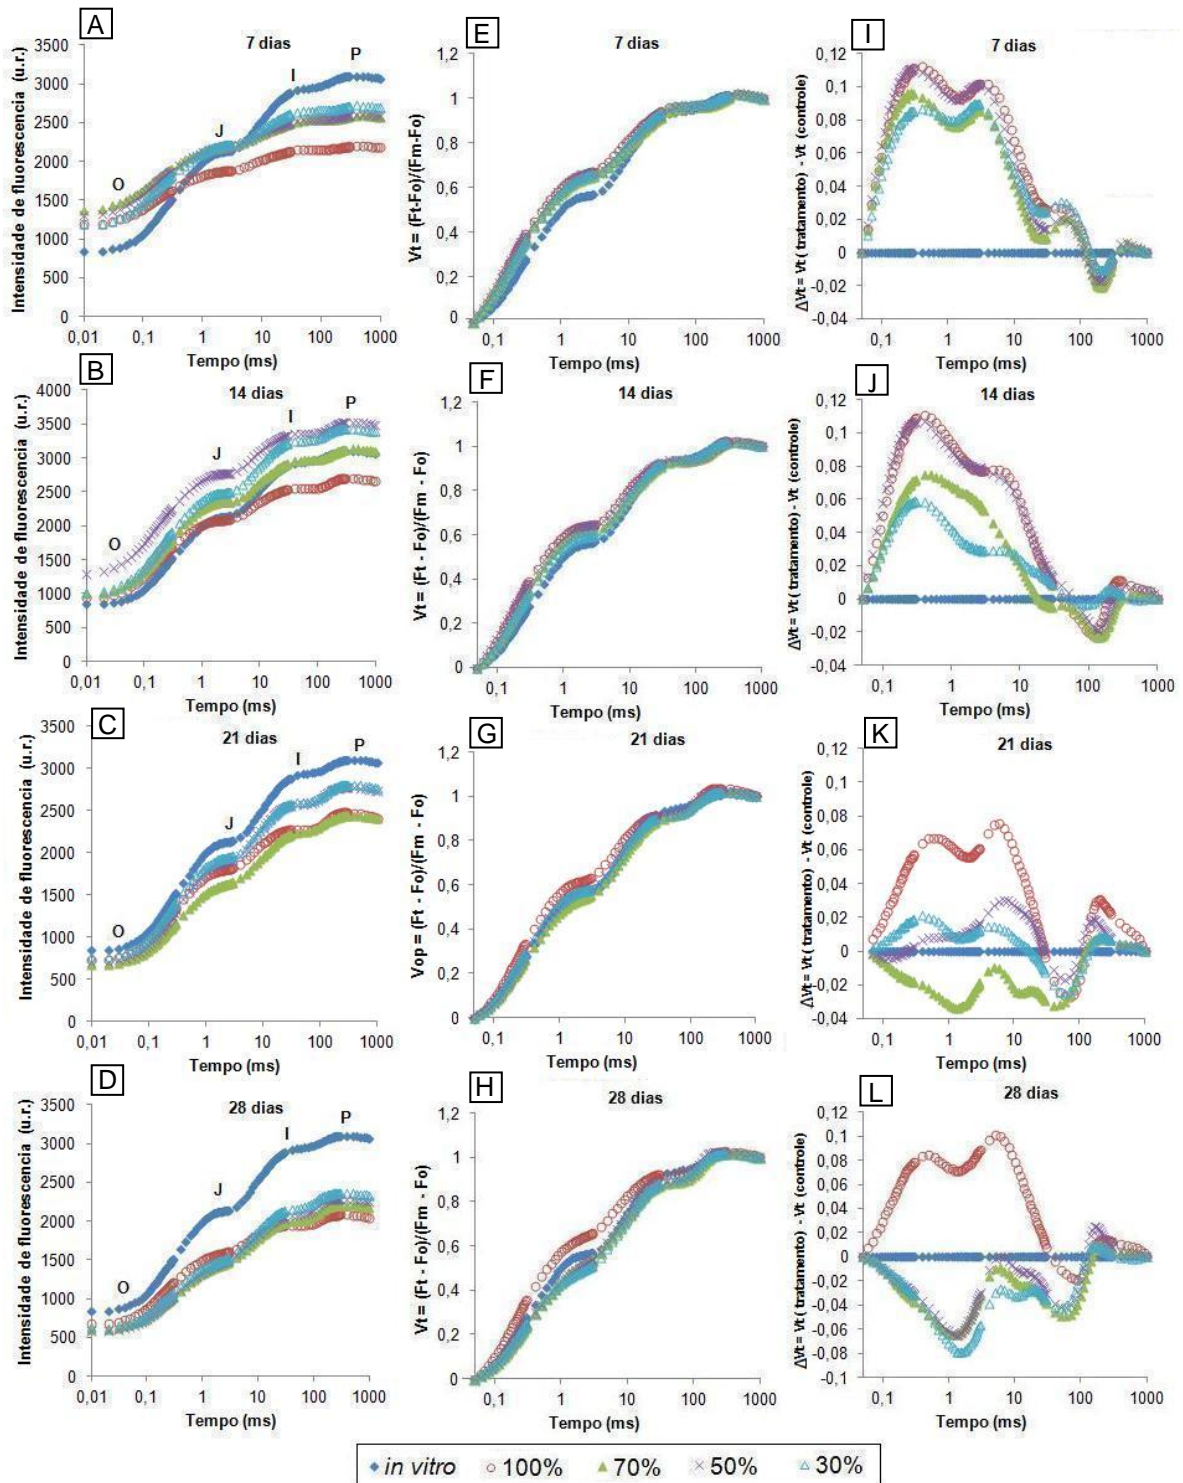 A
7 dias
Intensidade de fluorescencia (u.r.)
3500
3000
2500
2000
1500
1000
500
0
O
J
I
P
0,01
0,1
1
10
100
1000
Tempo (ms)
E
7 dias
Vt = (Ft-Fo)/(Fm-Fo)
1,2
1
0,8
0,6
0,4
0,2
0
0,1
1
10
100
1000
Tempo (ms)
I
7 dias
ΔVt= Vt ( tratamento) - Vt (controle)
0,12
0,1
0,08
0,06
0,04
0,02
0
-0,02
-0,04
0,1
1
10
100
1000
Tempo (ms)
B
14 dias
Intensidade de fluorescência (u.r.)
4000
3500
3000
2500
2000
1500
1000
500
0
O
J
I
P
0,01
0,1
1
10
100
1000
Tempo (ms)
F
14 dias
Vt = (Ft - Fo)/(Fm - Fo)
1,2
1
0,8
0,6
0,4
0,2
0
0,1
1
10
100
1000
Tempo (ms)
J
14 dias
ΔVt= Vt ( tratamento) - Vt (controle)
0,12
0,1
0,08
0,06
0,04
0,02
0
-0,02
-0,04
0,1
1
10
100
1000
Tempo (ms)
C
21 dias
Intensidade de fluorescência (u.r.)
3500
3000
2500
2000
1500
1000
500
0
O
J
I
P
0,01
0,1
1
10
100
1000
Tempo (ms)
G
21 dias
Vop = (Ft - Fo)/(Fm - Fo)
1,2
1
0,8
0,6
0,4
0,2
0
0,1
1
10
100
1000
Tempo (ms)
K
21 dias
ΔVt= Vt ( tratamento) - Vt (controle)
0,12
0,1
0,08
0,06
0,04
0,02
0
-0,02
-0,04
0,1
1
10
100
1000
Tempo (ms)
D
28 dias
Intensidade de fluorescencia (u.r.)
3500
3000
2500
2000
1500
1000
500
0
O
J
I
P
0,01
0,1
1
10
100
1000
Tempo (ms)
H
28 dias
Vt = (Ft - Fo)/(Fm - Fo)
1,2
1
0,8
0,6
0,4
0,2
0
0,1
1
10
100
1000
Tempo (ms)
L
28 dias
ΔVt= Vt ( tratamento) - Vt (controle)
0,12
0,1
0,08
0,06
0,04
0,02
0
-0,02
-0,04
-0,06
-0,08
-0,1
0,1
1
10
100
1000
Tempo (ms)
in vitro 100% 70% 50% 30%